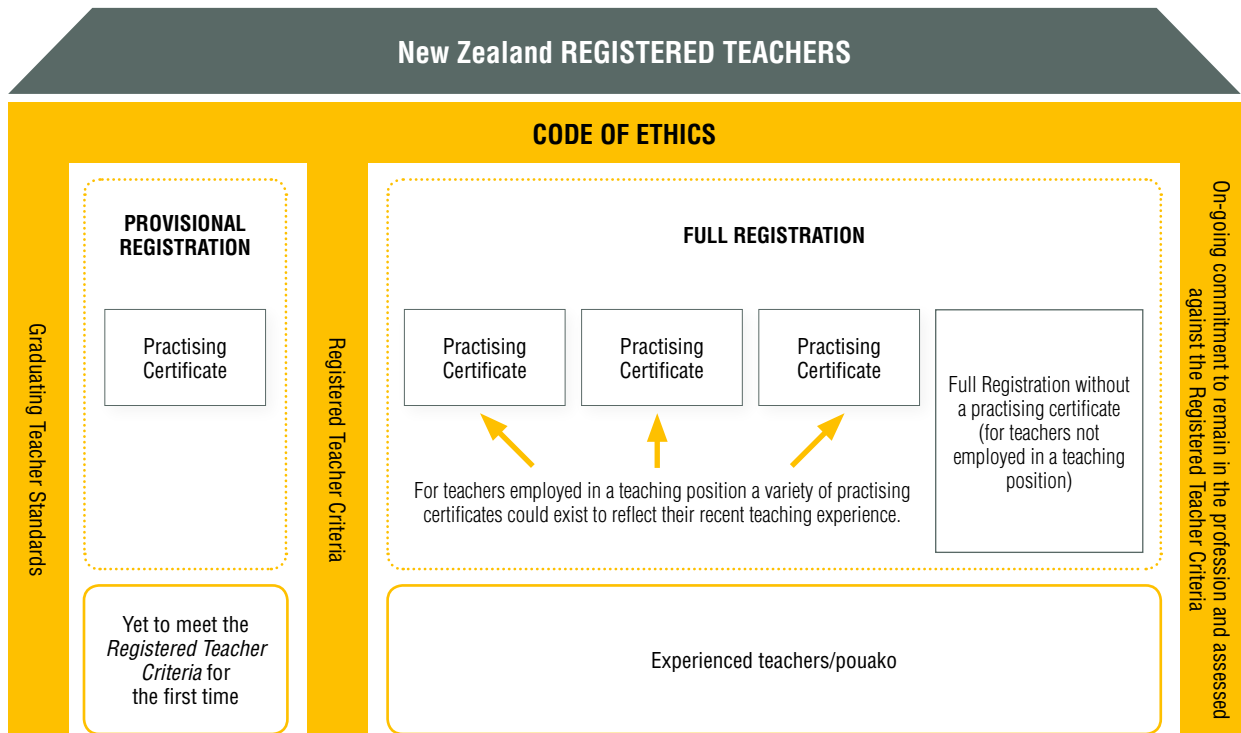 New Zealand REGISTERED TEACHERS
CODE OF ETHICS
Graduating Teacher Standards
PROVISIONAL
REGISTRATION
Practising
Certificate
Yet to meet the
Registered Teacher
Criteria for
the first time
Registered Teacher Criteria
FULL REGISTRATION
Practising
Certificate
Practising
Certificate
Practising
Certificate
For teachers employed in a teaching position a variety of practising
certificates could exist to reflect their recent teaching experience.
Full Registration without
a practising certificate
(for teachers not
employed in a teaching
position)
Experienced teachers/pouako
On-going commitment to remain in the profession and assessed
against the Registered Teacher Criteria